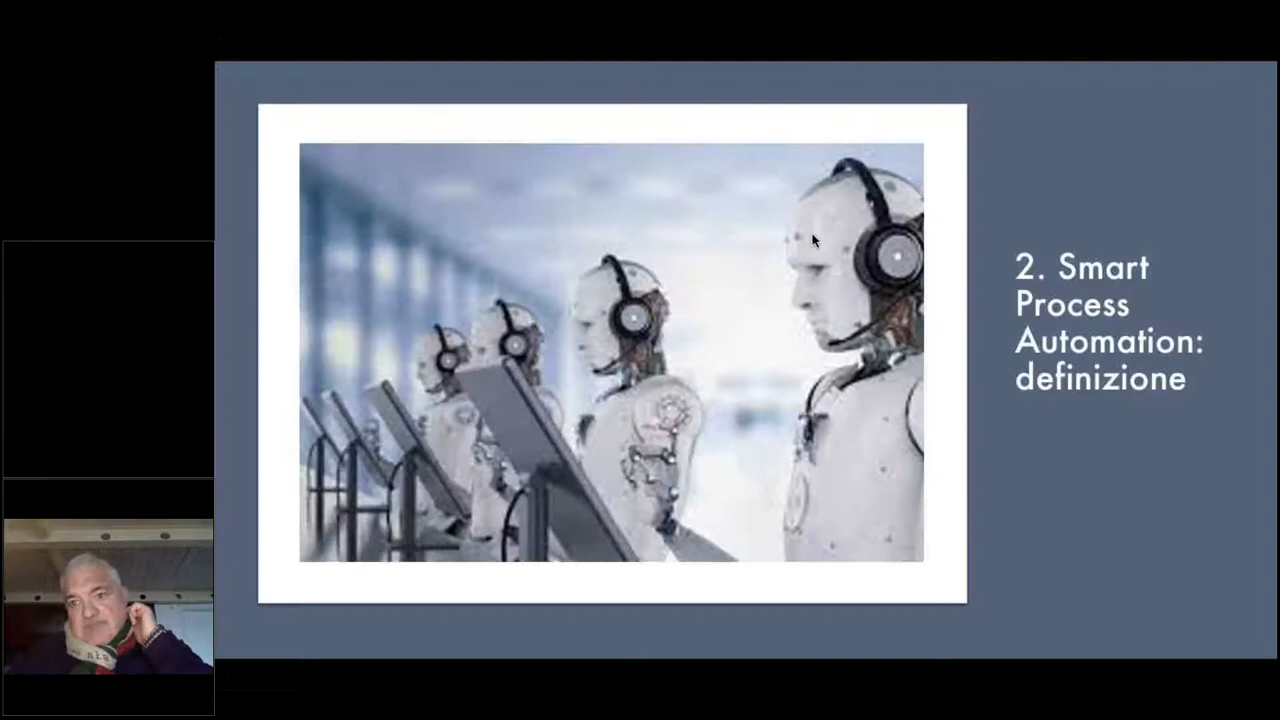 2. Smart
Process
Automation:
definizione